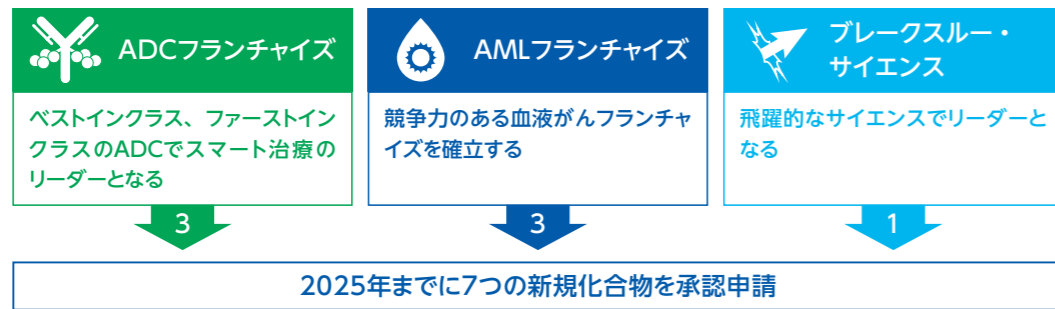 ADCフランチャイズ
ベストインクラス、ファーストイン
クラスのADCでスマート治療の
リーダーとなる
3
AMLフランチャイズ
競争力のある血液がんフランチャ
イズを確立する
3
ブレークスルー・
サイエンス
飛躍的なサイエンスでリーダーと
なる
1
2025年までに7つの新規化合物を承認申請